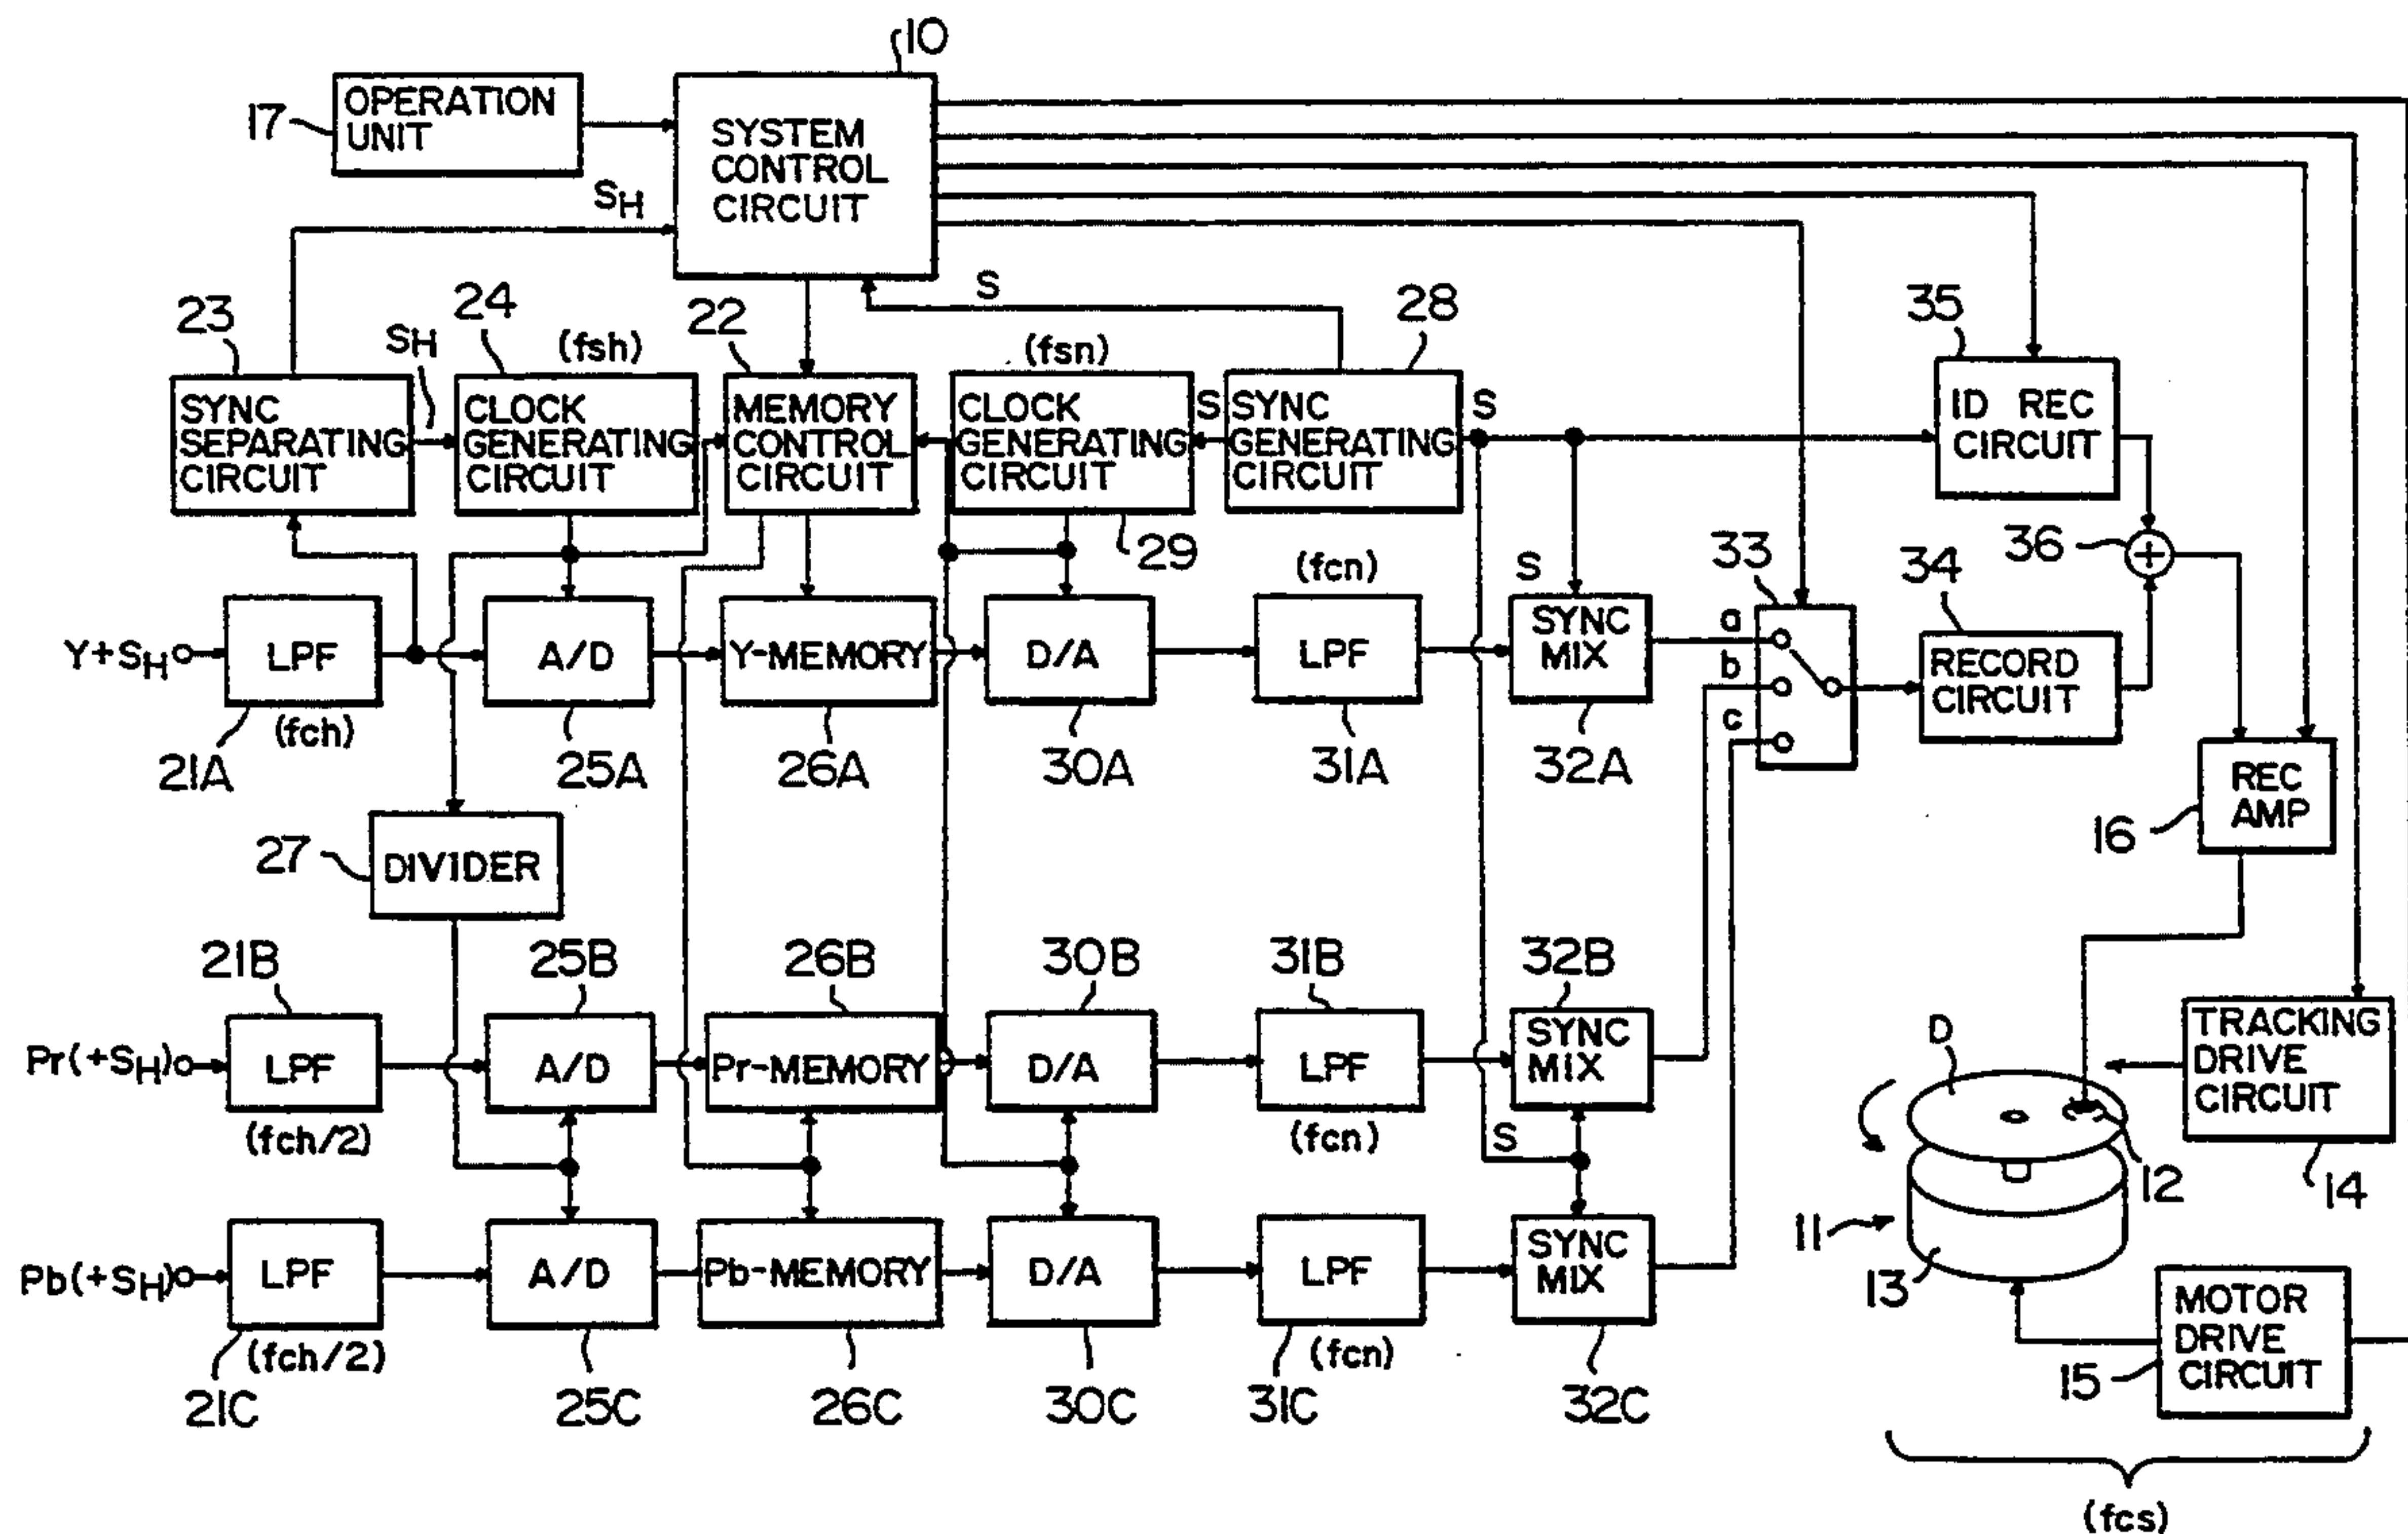 10
17
OPERATION
UNIT
SYSTEM
CONTROL
CIRCUIT
SH
S
23
SH
24
(fsh)
22
(fsn)
28
35
SYNC
SEPARATING
CIRCUIT
CLOCK
GENERATING
CIRCUIT
MEMORY
CONTROL
CIRCUIT
CLOCK
GENERATING
CIRCUIT
S
SYNC
GENERATING
CIRCUIT
S
ID REC
CIRCUIT
29
36
(fcn)
S
33
34
Y+SH
LPF
A/D
Y-MEMORY
D/A
LPF
SYNC
MIX
a
b
c
RECORD
CIRCUIT
(fch)
21A
25A
26A
30A
31A
32A
REC
AMP
16
27
DIVIDER
21B
25B
26B
30B
31B
32B
Pr(+SH)
LPF
A/D
Pr-MEMORY
D/A
LPF
SYNC
MIX
D
TRACKING
DRIVE
CIRCUIT
(fch/2)
(fcn)
S
12
14
11
13
Pb(+SH)
LPF
A/D
Pb-MEMORY
D/A
LPF
SYNC
MIX
MOTOR
DRIVE
CIRCUIT
15
(fch/2)
(fcn)
21C
25C
26C
30C
31C
32C
(fcs)